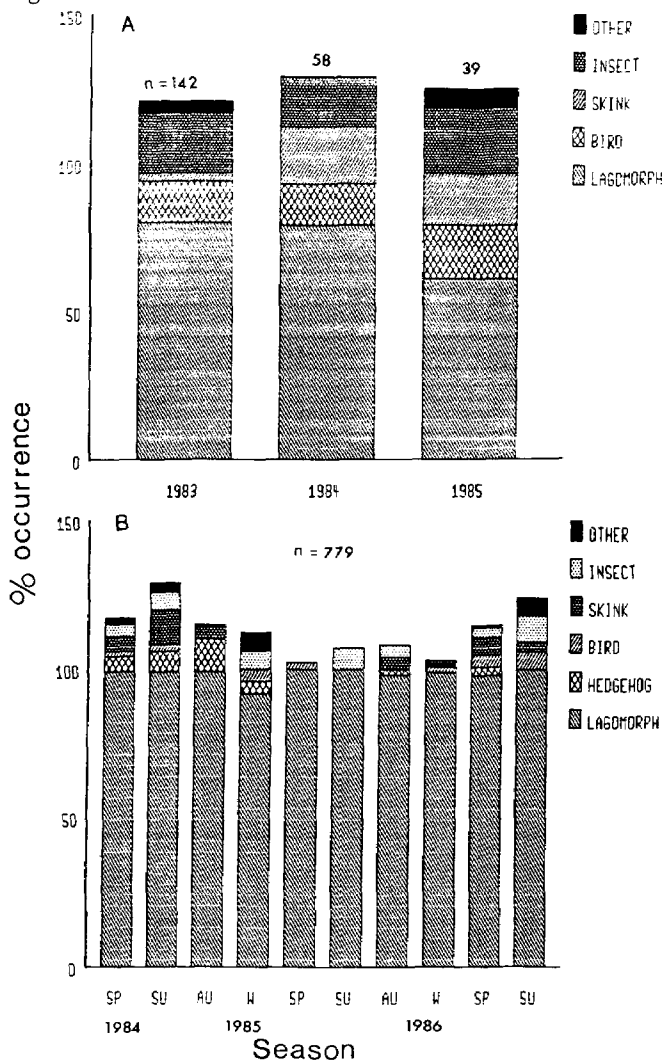 150
A
OTHER
INSECT
SKINK
BIRD
LAGOMORPH
n = 142
58
39
100
50
0
1983
1984
1985
% occurrence
150
B
n = 779
OTHER
INSECT
SKINK
BIRD
HEDGEHOG
LAGOMORPH
100
50
0
SP SU AU W SP SU AU W SP SU
1984 1985 1986
Season